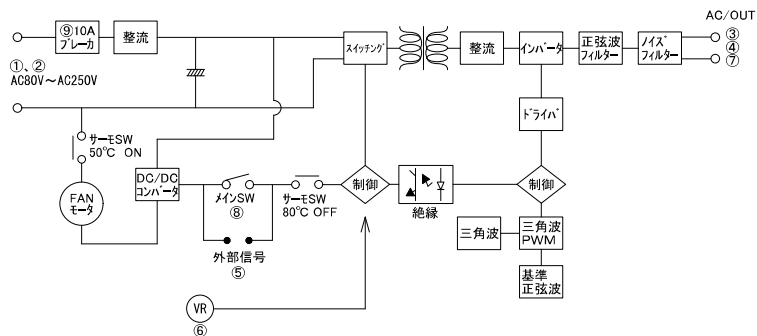 AC/OUT
⑨10A
ブレーカ
整流
スイッチング
整流
インバータ
正弦波
フィルター
ノイズ
フィルター
③
④
⑦
①、②
AC80V～AC250V
ドライバ
サーモSW
50℃ ON
DC/DC
コンバータ
メインSW
⑧
サーモSW
80℃ OFF
制御
絶縁
制御
FAN
モータ
外部信号
⑤
三角波
三角波
PWM
基準
正弦波
VR
⑥